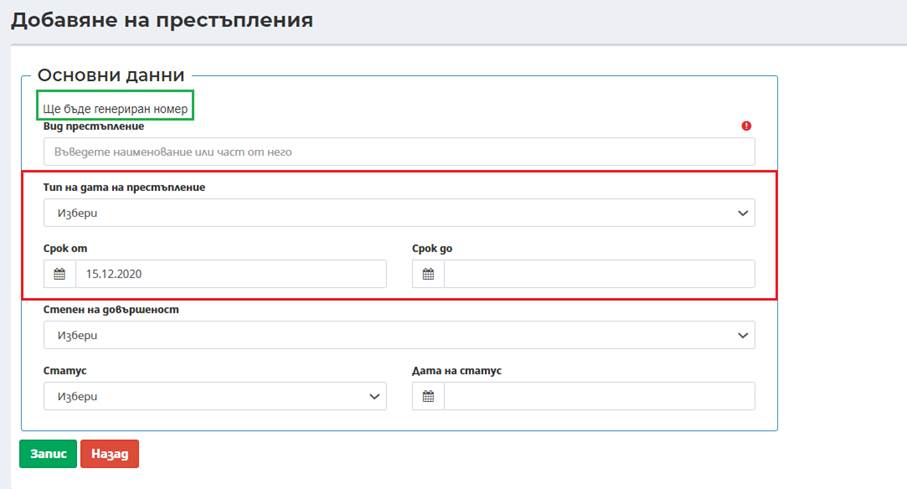 Добавяне на престъпления
Основни данни
Ще бъде генериран номер
Вид престъпление
Въведете наименование или част от него
Тип на дата на престъпление
Избери
Срок от
Срок до
15.12.2020
Степен на довършеност
Избери
Статус
Дата на статус
Избери
Запис
Назад